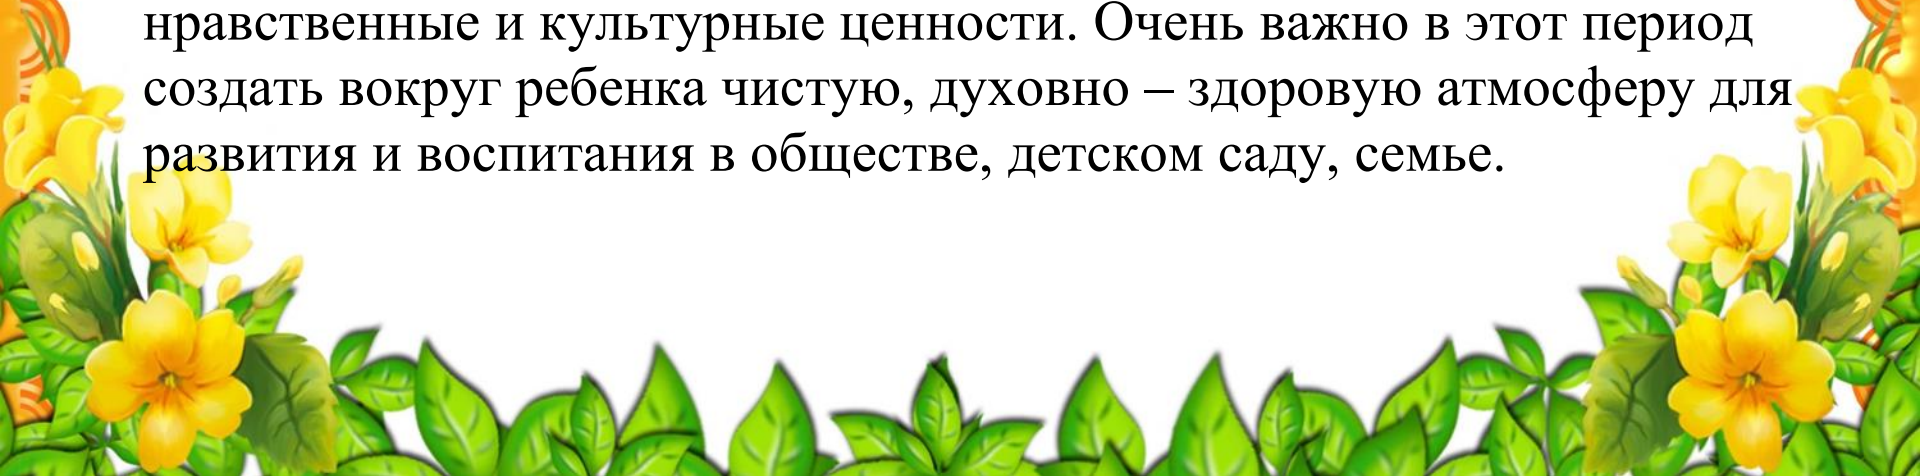 нравственные и культурные ценности. Очень важно в этот период
создать вокруг ребенка чистую, духовно – здоровую атмосферу для
развития и воспитания в обществе, детском саду, семье.